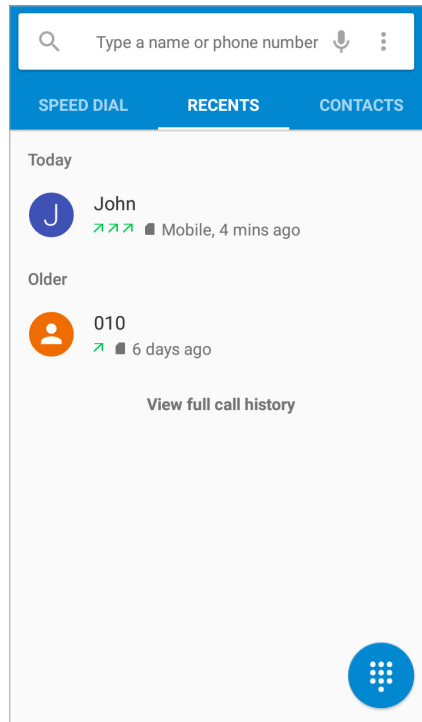 Type a name or phone number
SPEED DIAL RECENTS CONTACTS
Today
J
John
Mobile, 4 mins ago
Older
010
6 days ago
View full call history